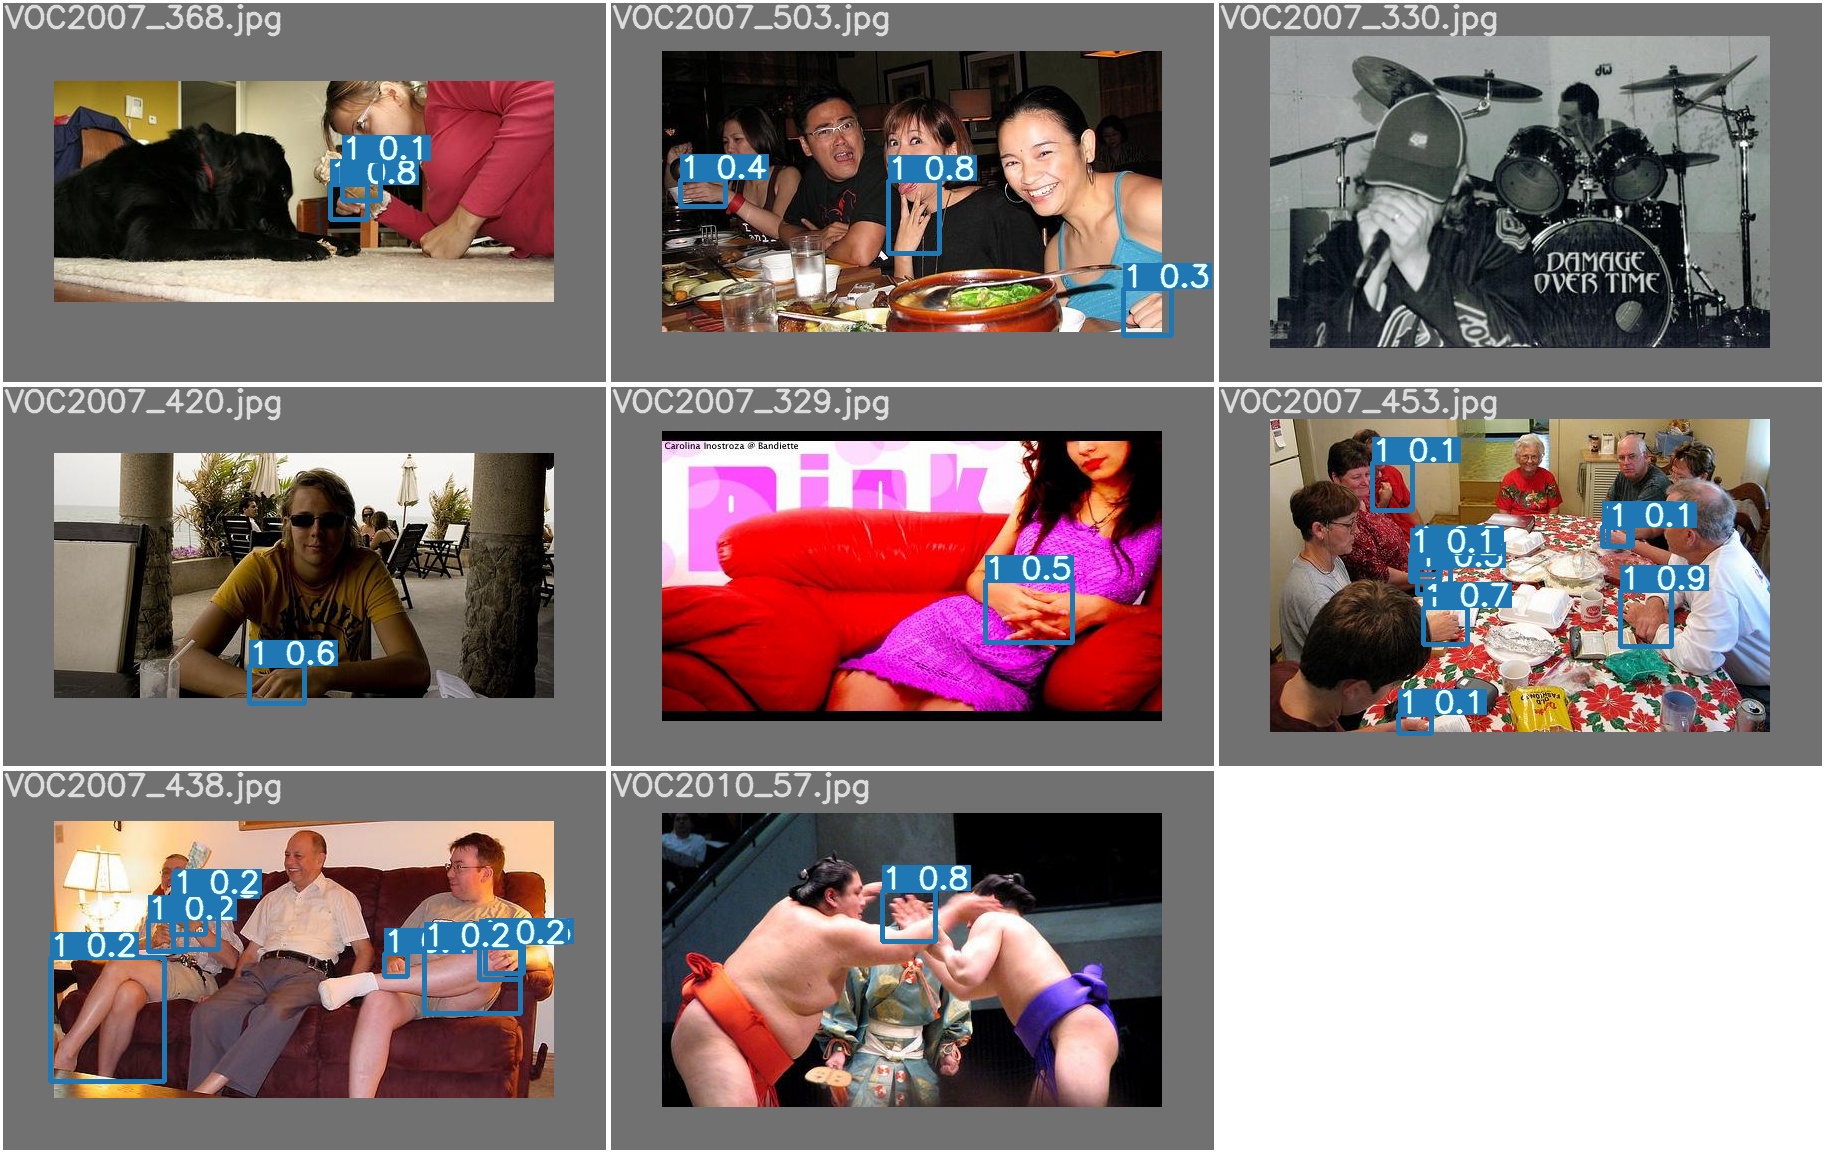 VOC2007_368.jpg
1 0.1
1 0.8
VOC2007_503.jpg
1 0.4
1 0.8
1 0.3
VOC2007_330.jpg
dw
DAMAGE
OVER TIME
VOC2007_420.jpg
1 0.6
VOC2007_329.jpg
Carolina Inostroza @ Bandiette
pink
1 0.5
VOC2007_453.jpg
1 0.1
1 0.1
1 0.1
1 0.7
1 0.9
1 0.1
VOC2007_438.jpg
1 0.2
1 0.2
1 0.2
1 0.2
0.2
VOC2010_57.jpg
1 0.8